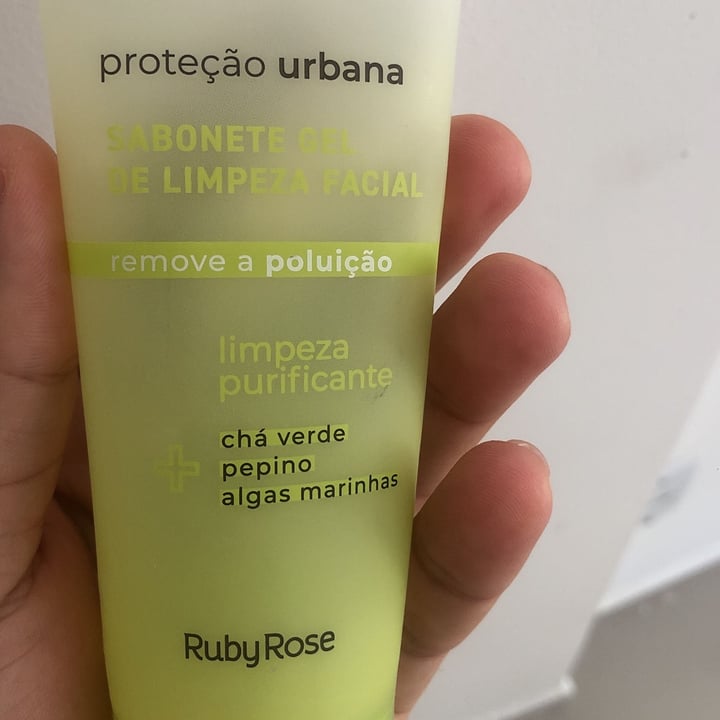 proteção urbana
SABONETE GEL
DE LIMPEZA FACIAL
remove a poluição
limpeza
purificante
+ chá verde
pepino
algas marinhas
RubyRose